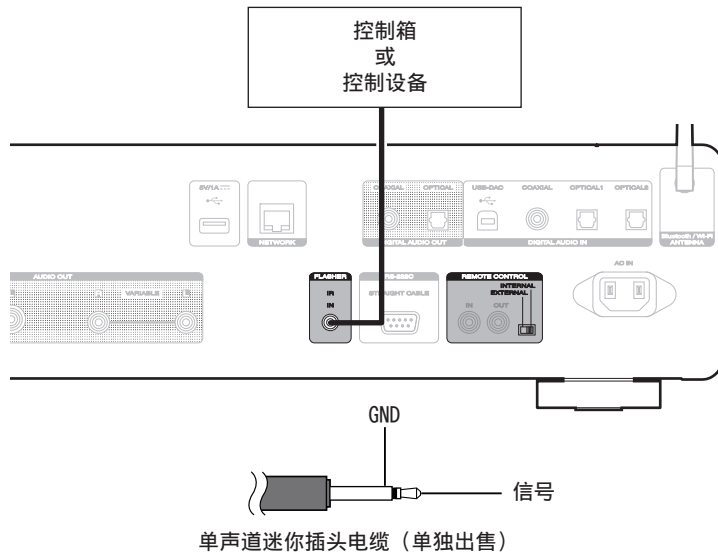 控制箱
或
控制设备
5V/1A
NETWORK
COAXIAL OPTICAL
DIGITAL AUDIO OUT
USB-DAC COAXIAL OPTICAL1 OPTICAL2
DIGITAL AUDIO IN
Bluetooth / Wi-Fi
ANTENNA
AUDIO OUT
VARIABLE
FLASHER
IR
IN
RS-232C
STRAIGHT CABLE
REMOTE CONTROL
INTERNAL
EXTERNAL
IN OUT
AC IN
GND
信号
单声道迷你插头电缆（单独出售）